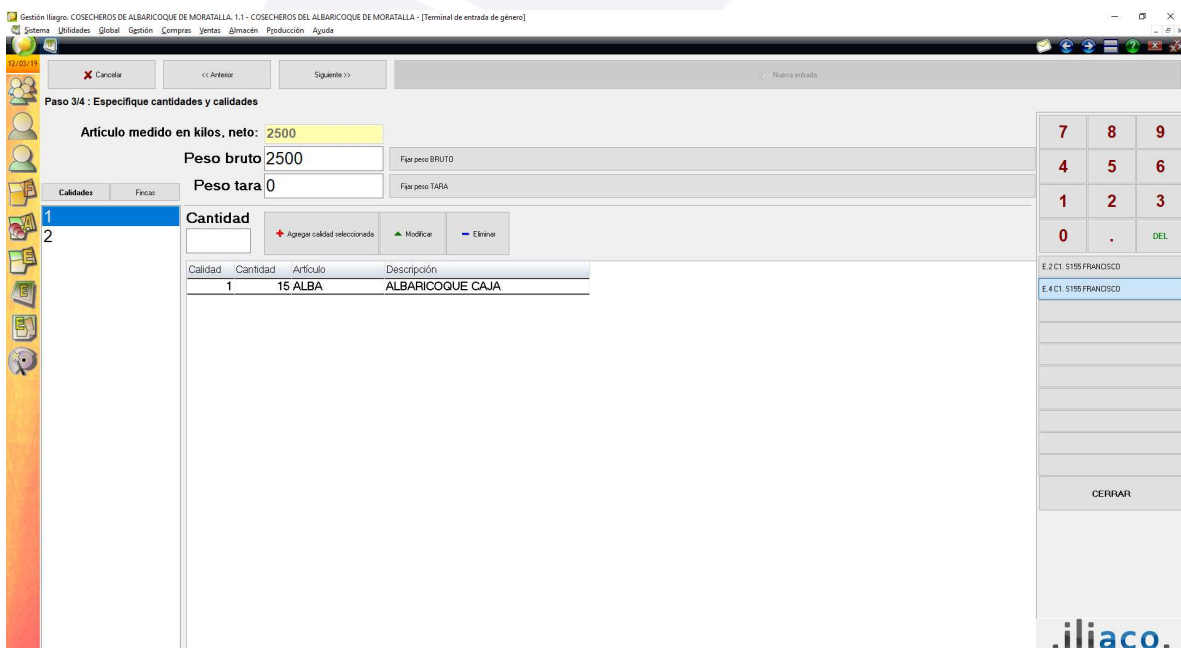 Gestión Iliagro. COSECHEROS DE ALBARICOQUE DE MORATALLA. 1.1 - COSECHEROS DEL ALBARICOQUE DE MORATALLA - [Terminal de entrada de género]
Sistema Utilidades Global Gestión Compras Ventas Almacén Producción Ayuda
12/03/19
Cancelar << Anterior Siguiente >> Nueva entrada
Paso 3/4 : Especifique cantidades y calidades
Artículo medido en kilos, neto: 2500
Peso bruto 2500 Fijar peso BRUTO
Peso tara 0 Fijar peso TARA
Calidades Fincas
1
2
Cantidad
Agregar calidad seleccionada Modificar Eliminar
Calidad Cantidad Artículo Descripción
1 15 ALBA ALBARICOQUE CAJA
7 8 9
4 5 6
1 2 3
0 . DEL
E.2 C1. S155 FRANCISCO
E.4 C1. S155 FRANCISCO
CERRAR
.iliaco.